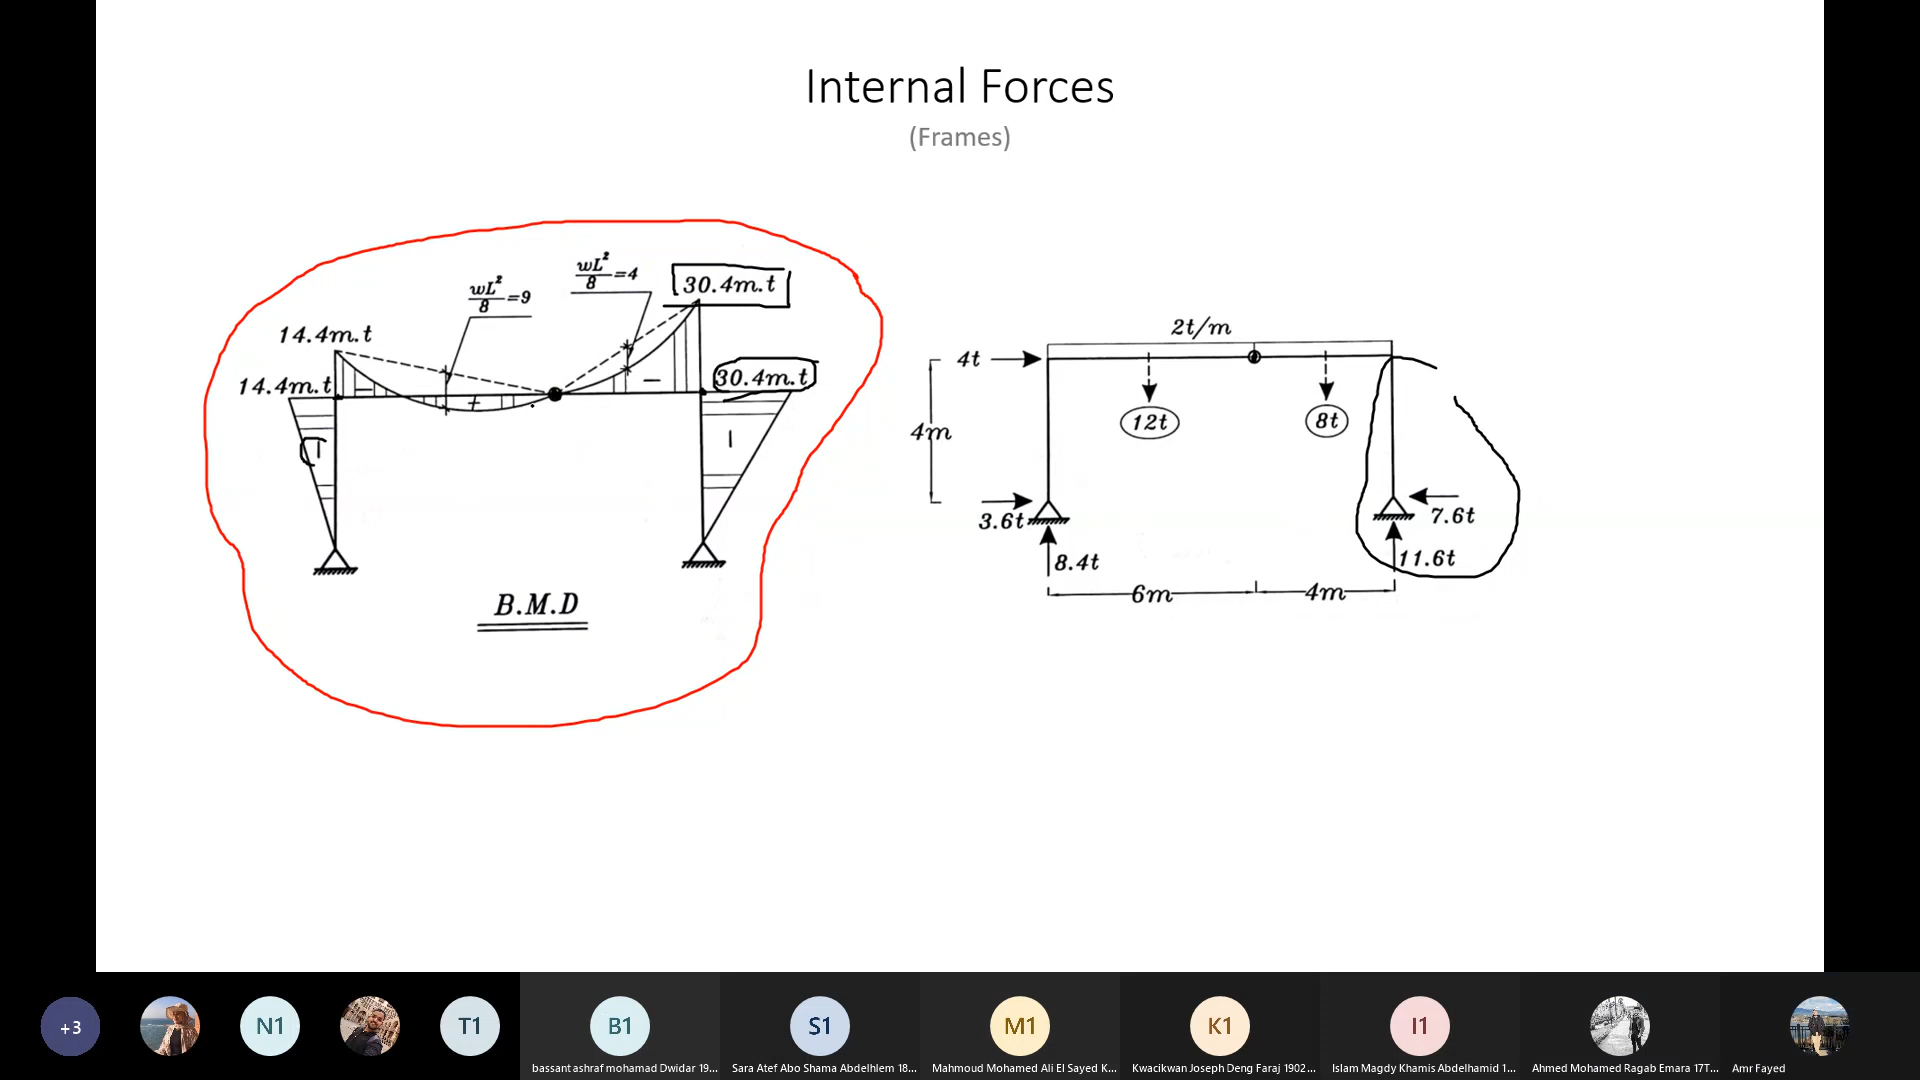 Internal Forces
(Frames)
wL²/8 =4
30.4m.t
wL²/8 =9
14.4m.t
14.4m.t
30.4m.t
-
+
-
B.M.D
2t/m
4t
12t
8t
4m
3.6t
7.6t
8.4t
11.6t
6m
4m
+3
N1
T1
B1
S1
M1
K1
I1
bassant ashraf mohamad Dwidar 19...
Sara Atef Abo Shama Abdelhlem 18...
Mahmoud Mohamed Ali El Sayed K...
Kwacikwan Joseph Deng Faraj 1902...
Islam Magdy Khamis Abdelhamid 1...
Ahmed Mohamed Ragab Emara 17T...
Amr Fayed